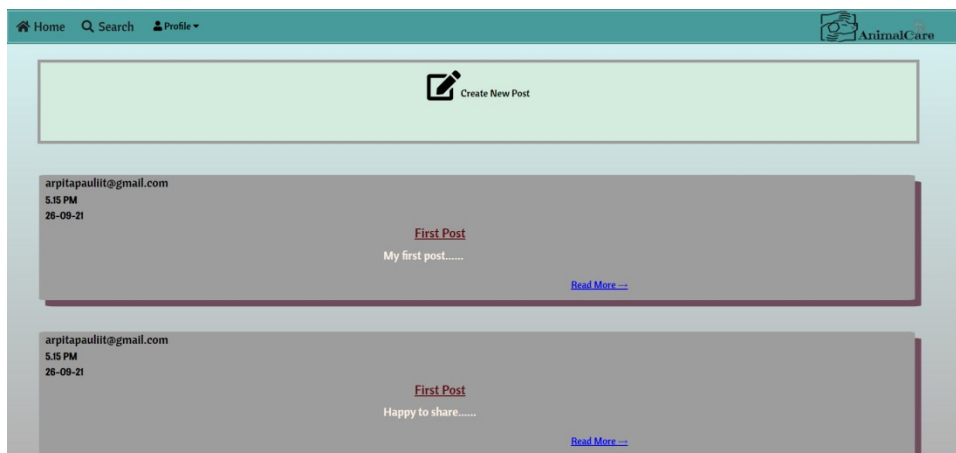 Home Search Profile AnimalCare
Create New Post
arpitapauliit@gmail.com
5.15 PM
26-09-21
First Post
My first post......
Read More →
arpitapauliit@gmail.com
5.15 PM
26-09-21
First Post
Happy to share......
Read More →